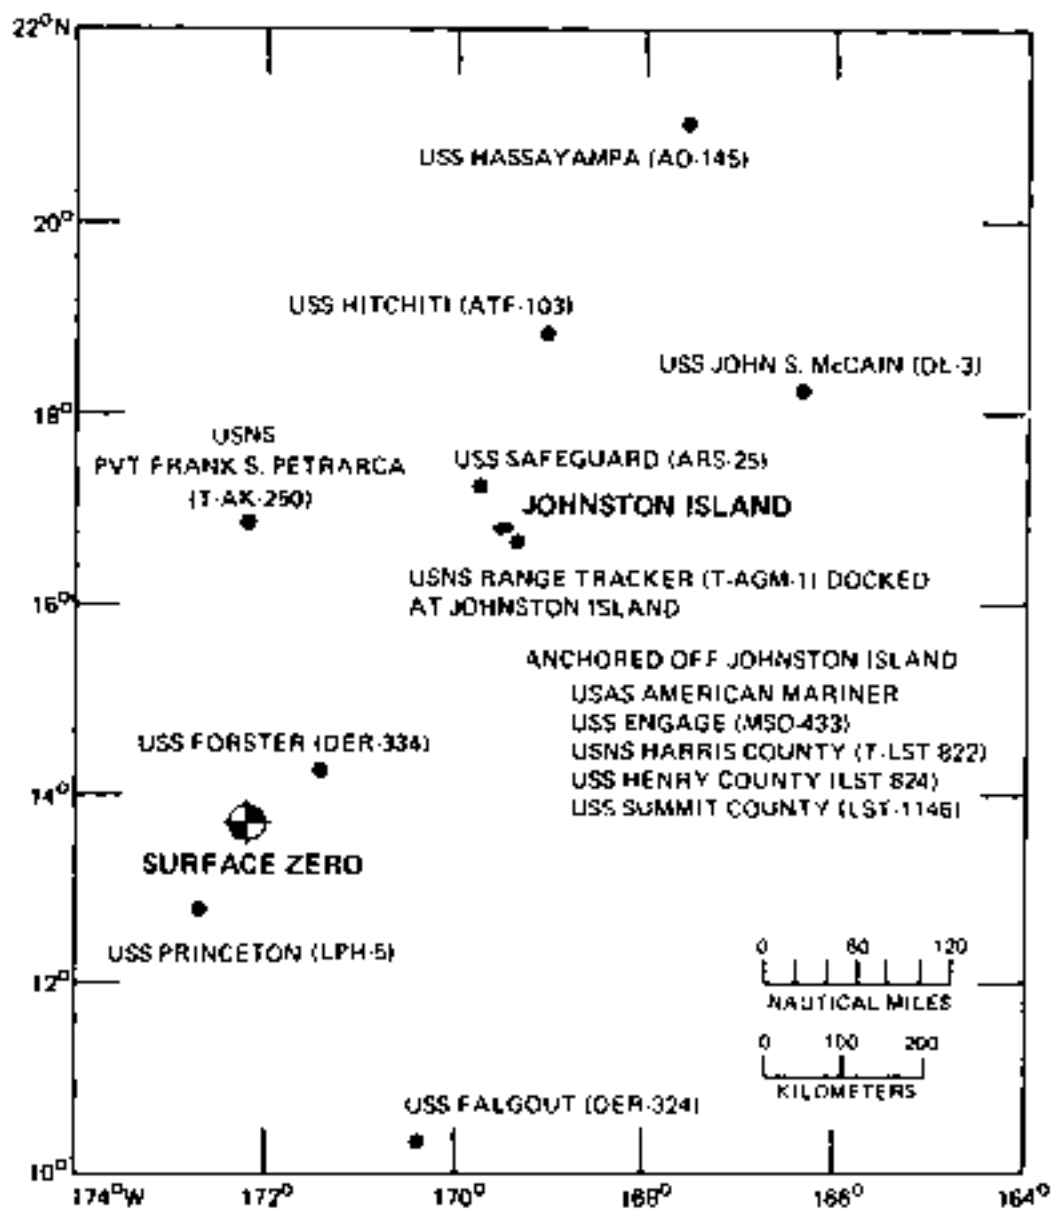 22°N
USS HASSAYAMPA (AO-145)
20°
USS HITCHITI (ATF-103)
USS JOHN S. McCAIN (DL-3)
18°
USNS
PVT FRANK S. PETRARCA
(T-AK-250)
USS SAFEGUARD (ARS-25)
JOHNSTON ISLAND
USNS RANGE TRACKER (T-AGM-1) DOCKED
AT JOHNSTON ISLAND
16°
ANCHORED OFF JOHNSTON ISLAND
USAS AMERICAN MARINER
USS ENGAGE (MSO-433)
USNS HARRIS COUNTY (T-LST 822)
USS HENRY COUNTY (LST 824)
USS SUMMIT COUNTY (LST-1146)
USS FORSTER (DER-334)
14°
SURFACE ZERO
USS PRINCETON (LPH-5)
12°
0 60 120
NAUTICAL MILES
0 100 200
KILOMETERS
USS FALGOUT (DER-324)
10°
174°W 172° 170° 168° 166° 164°